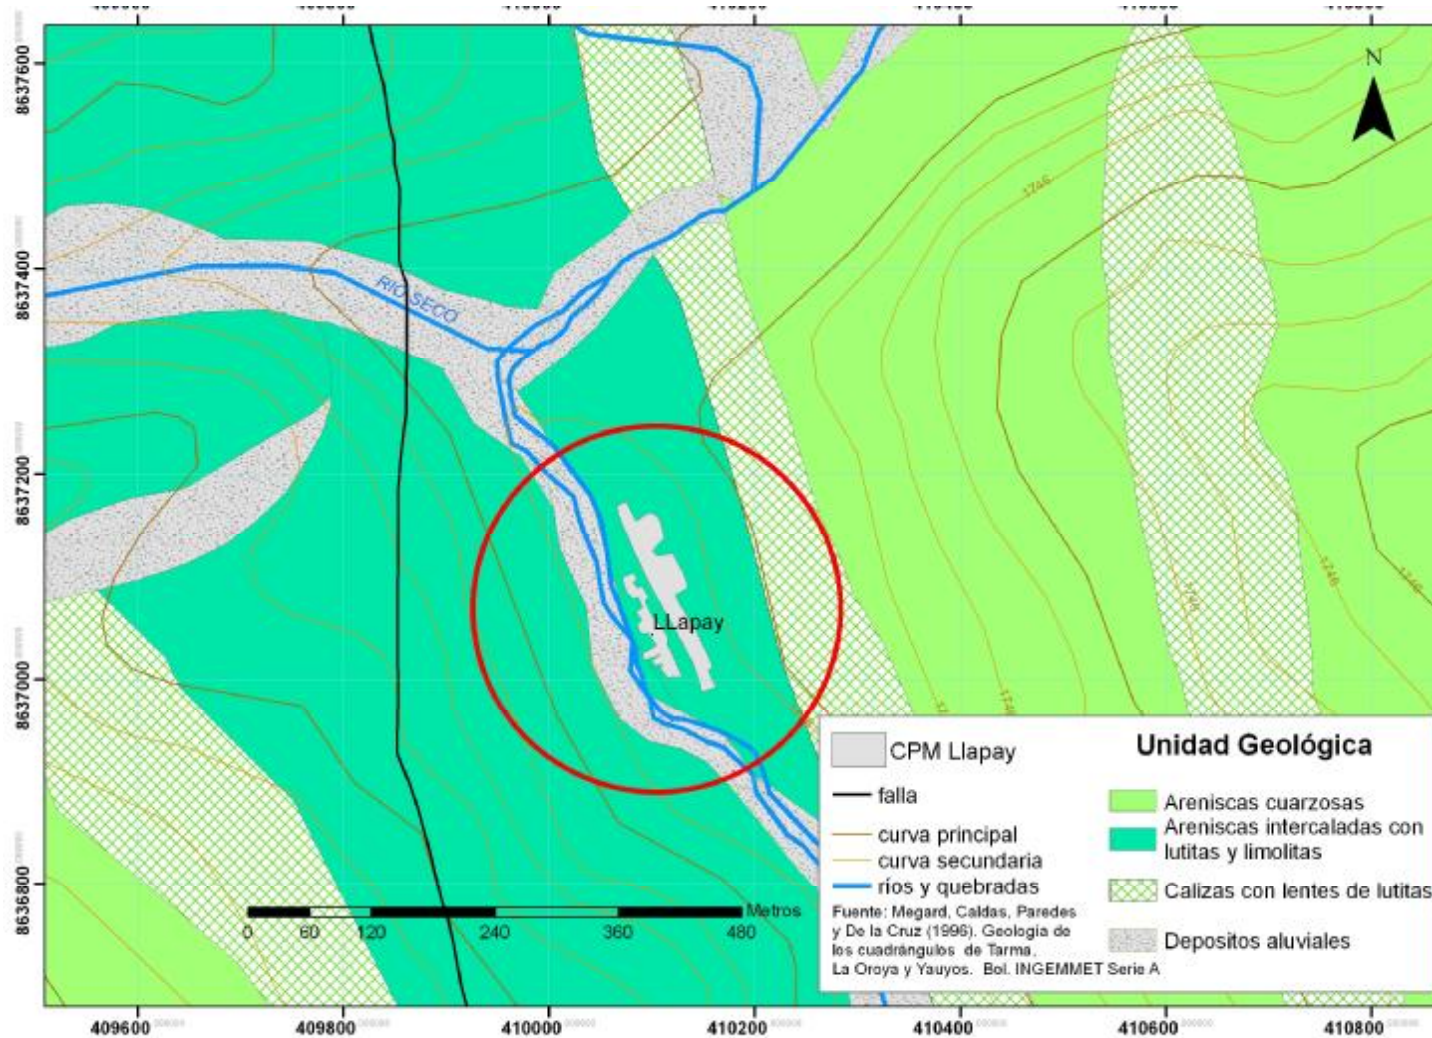 N
8637600
8637400
8637200
8637000
8636800
RIO SECO
LLapay
1746
1746
1746
1746
1746
CPM Llapay
falla
curva principal
curva secundaria
ríos y quebradas
Fuente: Megard, Caldas, Paredes
y De la Cruz (1996). Geología de
los cuadrángulos de Tarma,
La Oroya y Yauyos. Bol. INGEMMET Serie A
Unidad Geológica
Areniscas cuarzosas
Areniscas intercaladas con
lutitas y limolitas
Calizas con lentes de lutitas
Depositos aluviales
Metros
0 60 120 240 360 480
409600 409800 410000 410200 410400 410600 410800